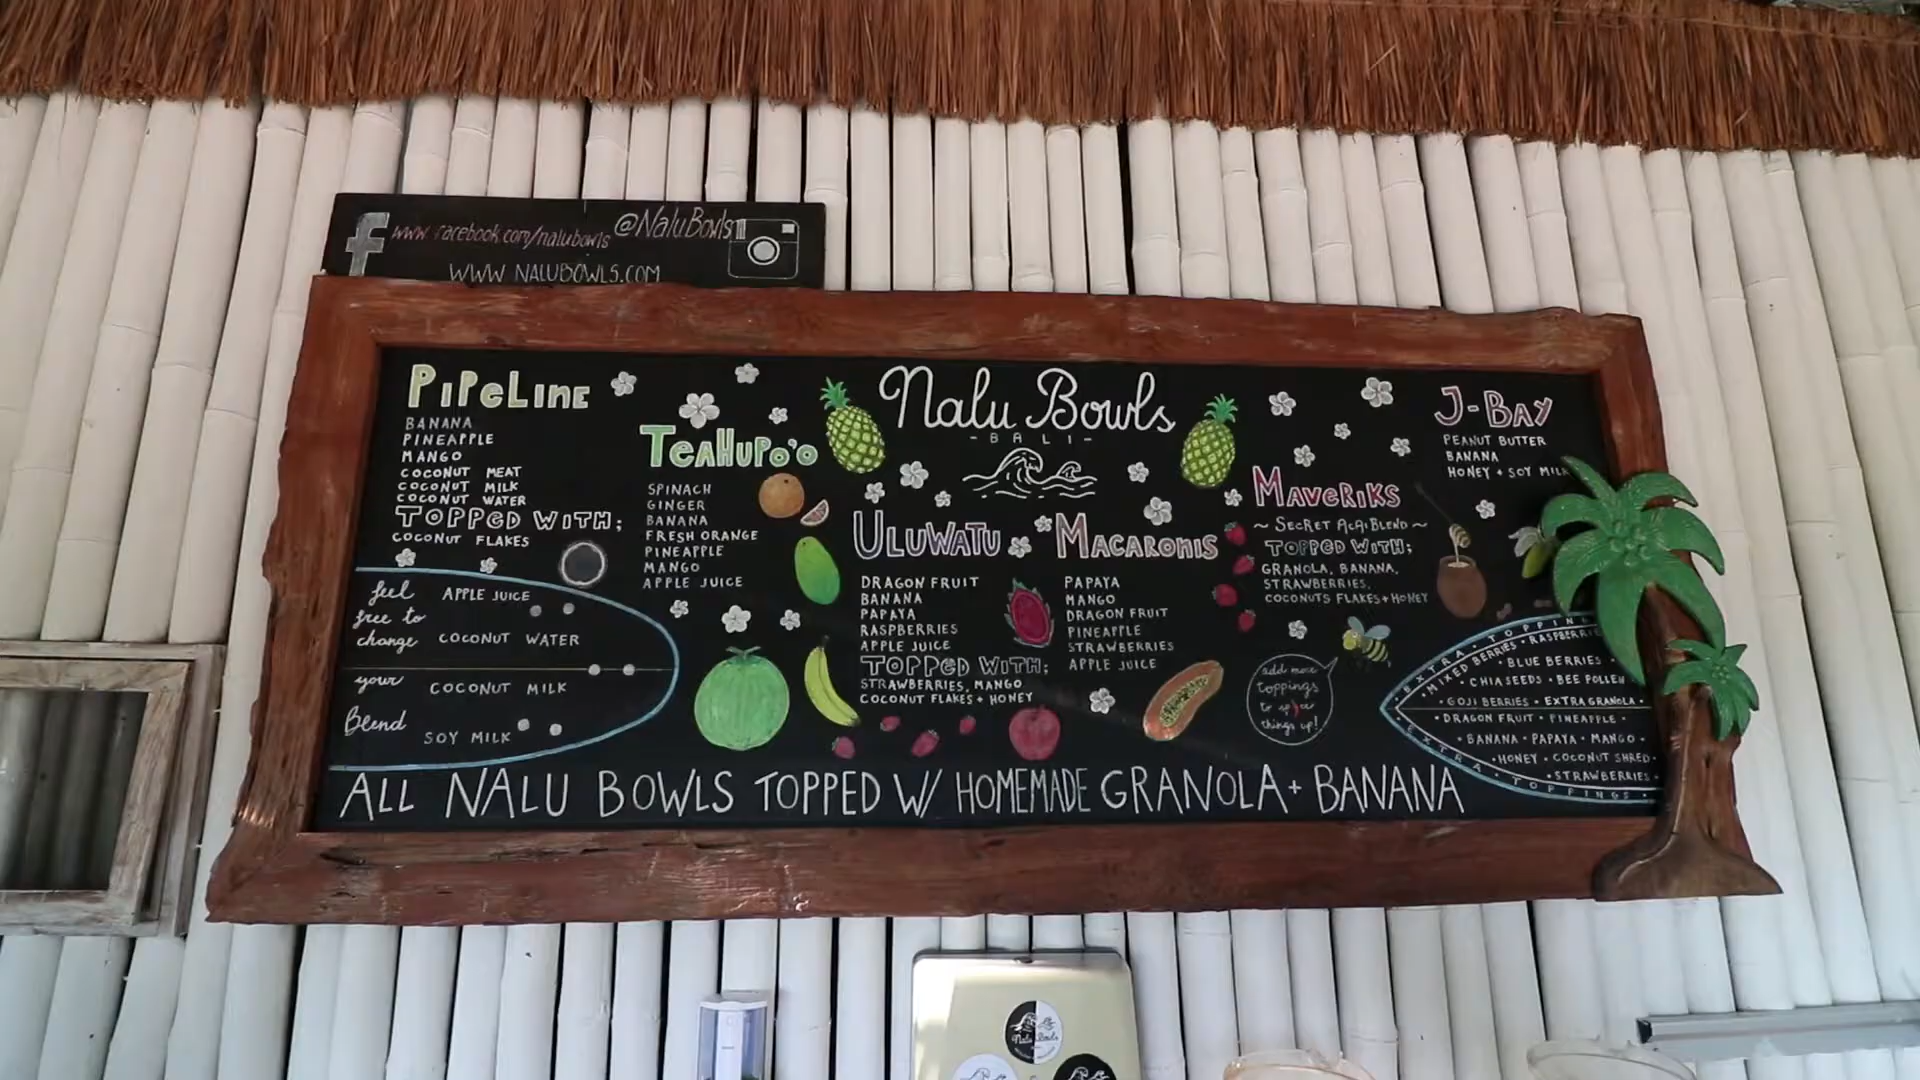 www.facebook.com/nalubowls
@NaluBowls
WWW.NALUBOWLS.COM
PIPELINE
BANANA
PINEAPPLE
MANGO
COCONUT MEAT
COCONUT MILK
COCONUT WATER
TOPPED WITH;
COCONUT FLAKES
feel free to change your Blend
APPLE JUICE
COCONUT WATER
COCONUT MILK
SOY MILK
TEAHUPO'O
SPINACH
GINGER
BANANA
FRESH ORANGE
PINEAPPLE
MANGO
APPLE JUICE
Nalu Bowls
- BALI -
ULUWATU
DRAGON FRUIT
BANANA
PAPAYA
RASPBERRIES
APPLE JUICE
TOPPED WITH;
STRAWBERRIES, MANGO
COCONUT FLAKES + HONEY
MACARONIS
PAPAYA
MANGO
DRAGON FRUIT
PINEAPPLE
STRAWBERRIES
APPLE JUICE
MAVERIKS
~ SECRET ACAI BLEND ~
TOPPED WITH;
GRANOLA, BANANA,
STRAWBERRIES,
COCONUTS FLAKES + HONEY
J-BAY
PEANUT BUTTER
BANANA
HONEY + SOY MILK
add more
toppings
to spice
things up!
EXTRA · TOPPIN
· MIXED BERRIES · RASPBERRIE
· BLUE BERRIES ·
· CHIA SEEDS · BEE POLLEN
· GOJI BERRIES · EXTRA GRANOLA ·
· DRAGON FRUIT · PINEAPPLE ·
· BANANA · PAPAYA · MANGO ·
· HONEY · COCONUT SHRED ·
· STRAWBERRIES ·
EXTRA · TOPPINGS ·
ALL NALU BOWLS TOPPED W/ HOMEMADE GRANOLA + BANANA
Nalu Bowls